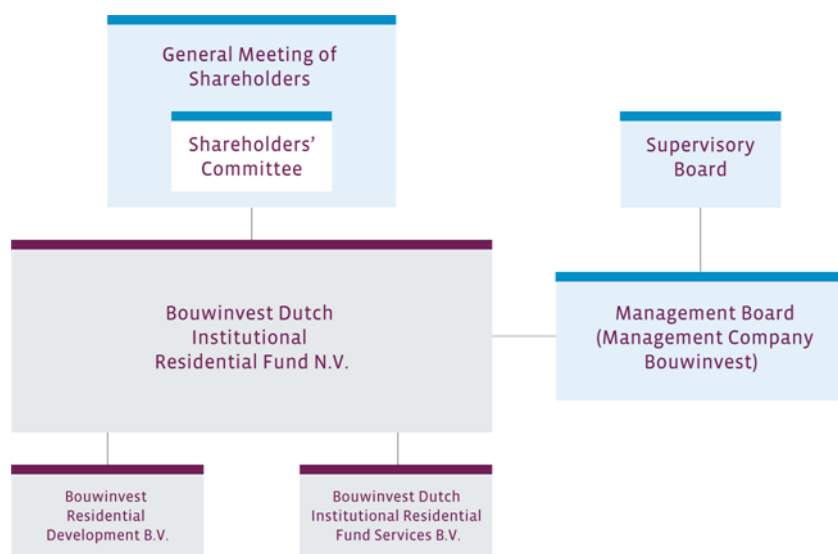 General Meeting of
Shareholders
Shareholders'
Committee
Supervisory
Board
Bouwinvest Dutch
Institutional
Residential Fund N.V.
Management Board
(Management Company
Bouwinvest)
Bouwinvest
Residential
Development B.V.
Bouwinvest Dutch
Institutional Residential
Fund Services B.V.